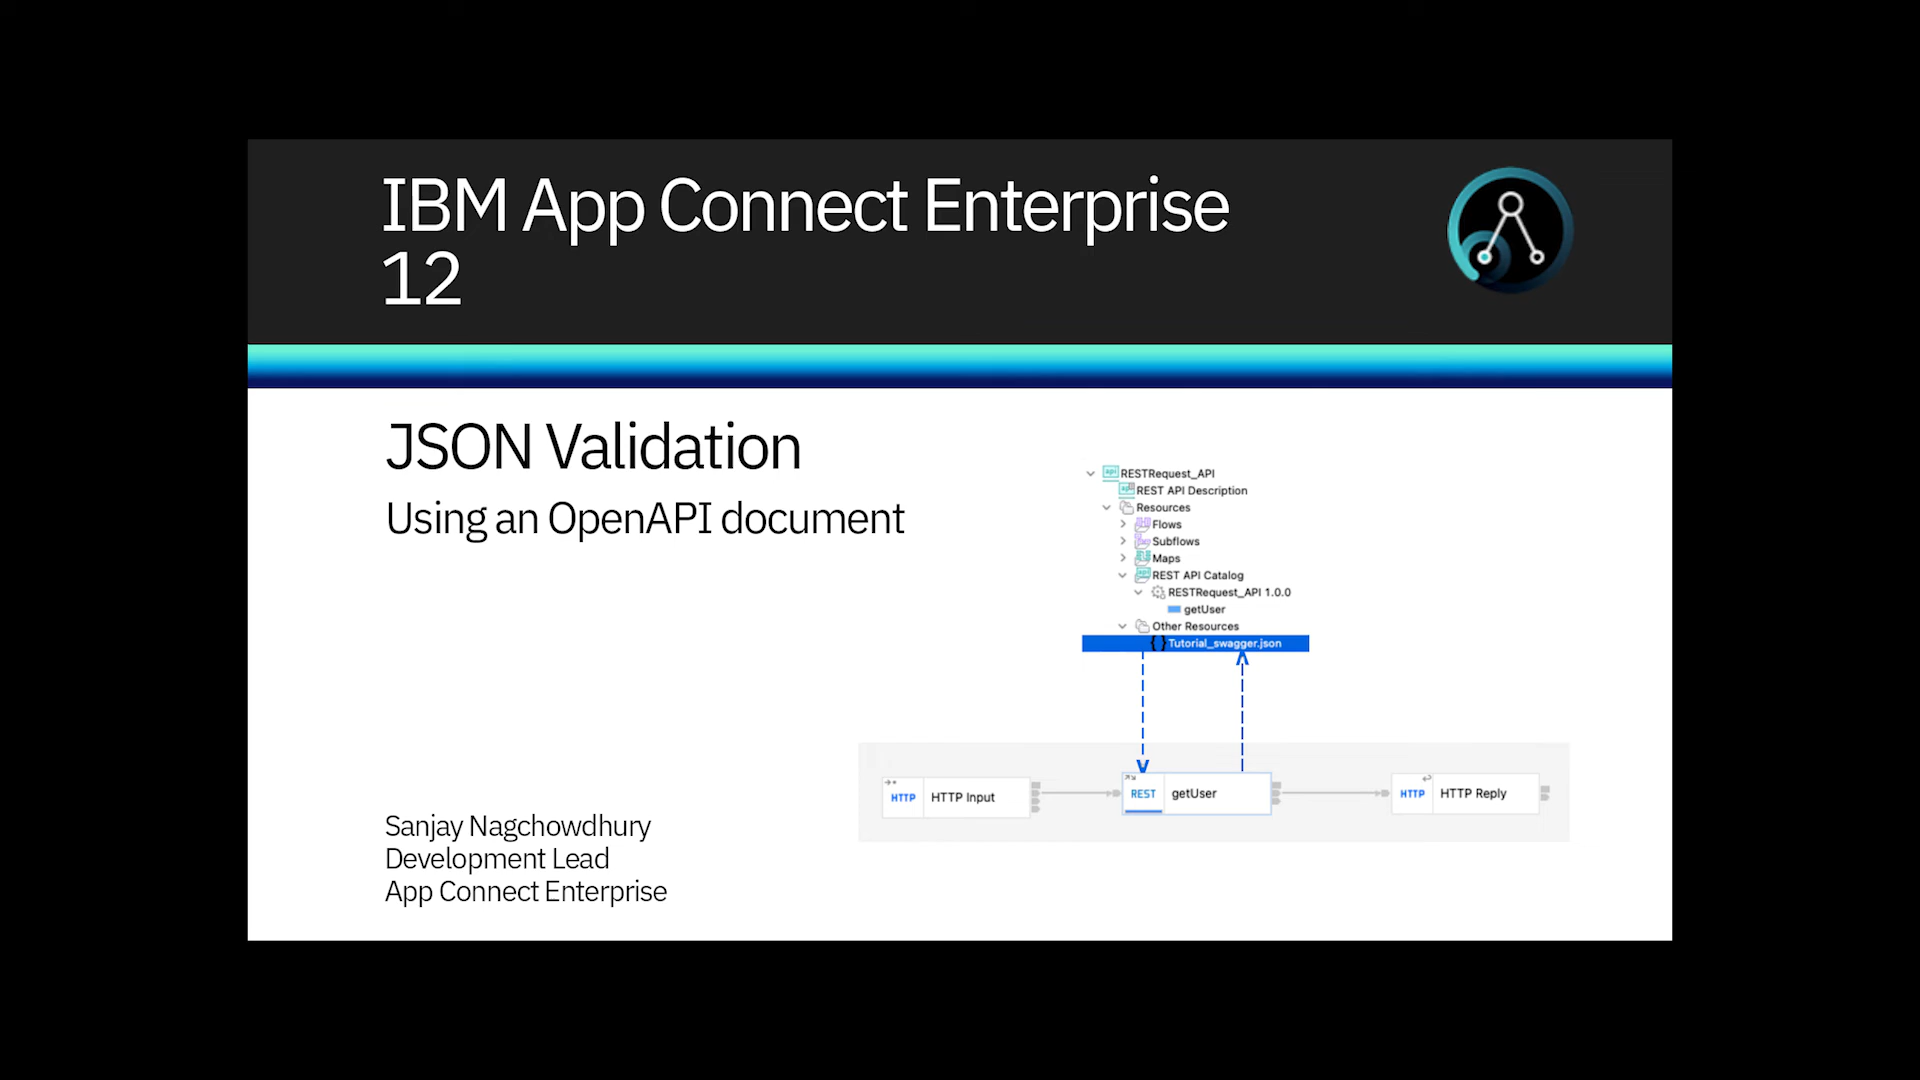 IBM App Connect Enterprise
12
JSON Validation
Using an OpenAPI document
RESTRequest_API
REST API Description
Resources
Flows
Subflows
Maps
REST API Catalog
RESTRequest_API 1.0.0
getUser
Other Resources
{ } Tutorial_swagger.json
HTTP HTTP Input
REST getUser
HTTP HTTP Reply
Sanjay Nagchowdhury
Development Lead
App Connect Enterprise